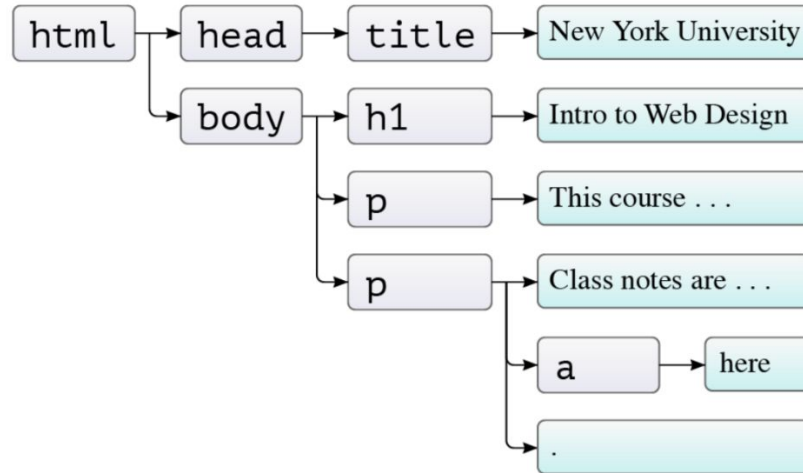 html head title New York University
body h1 Intro to Web Design
p This course . . .
p Class notes are . . .
a here
.